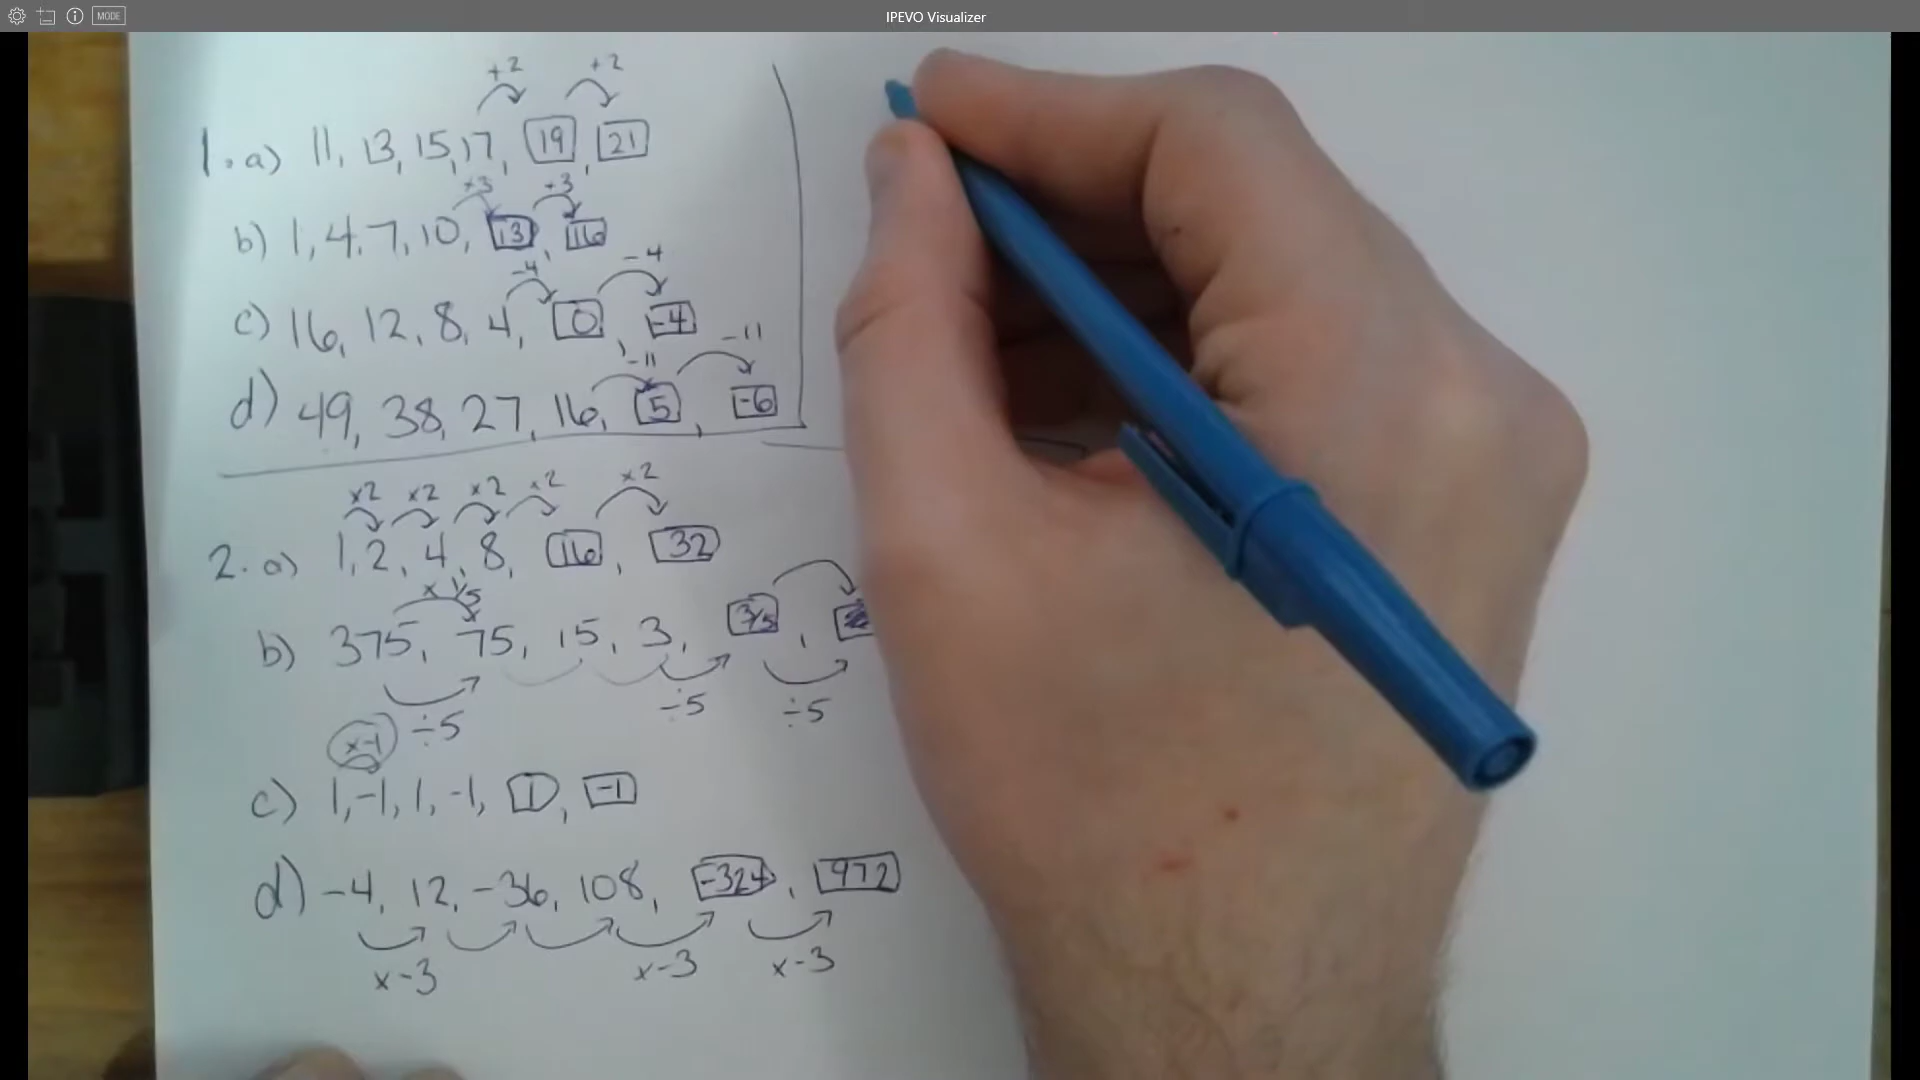 MODE
IPEVO Visualizer
+2 +2
1. a) 11, 13, 15, 17, 19, 21
+3 +3
b) 1, 4, 7, 10, 13, 16
-4 -4
c) 16, 12, 8, 4, 0, -4
-11 -11
d) 49, 38, 27, 16, 5, -6
x2 x2 x2 x2 x2
2. a) 1, 2, 4, 8, 16, 32
x 1/5
b) 375, 75, 15, 3, 3/5,
÷5 ÷5 ÷5
x-1
c) 1, -1, 1, -1, 1, -1
d) -4, 12, -36, 108, -324, 972
x-3 x-3 x-3